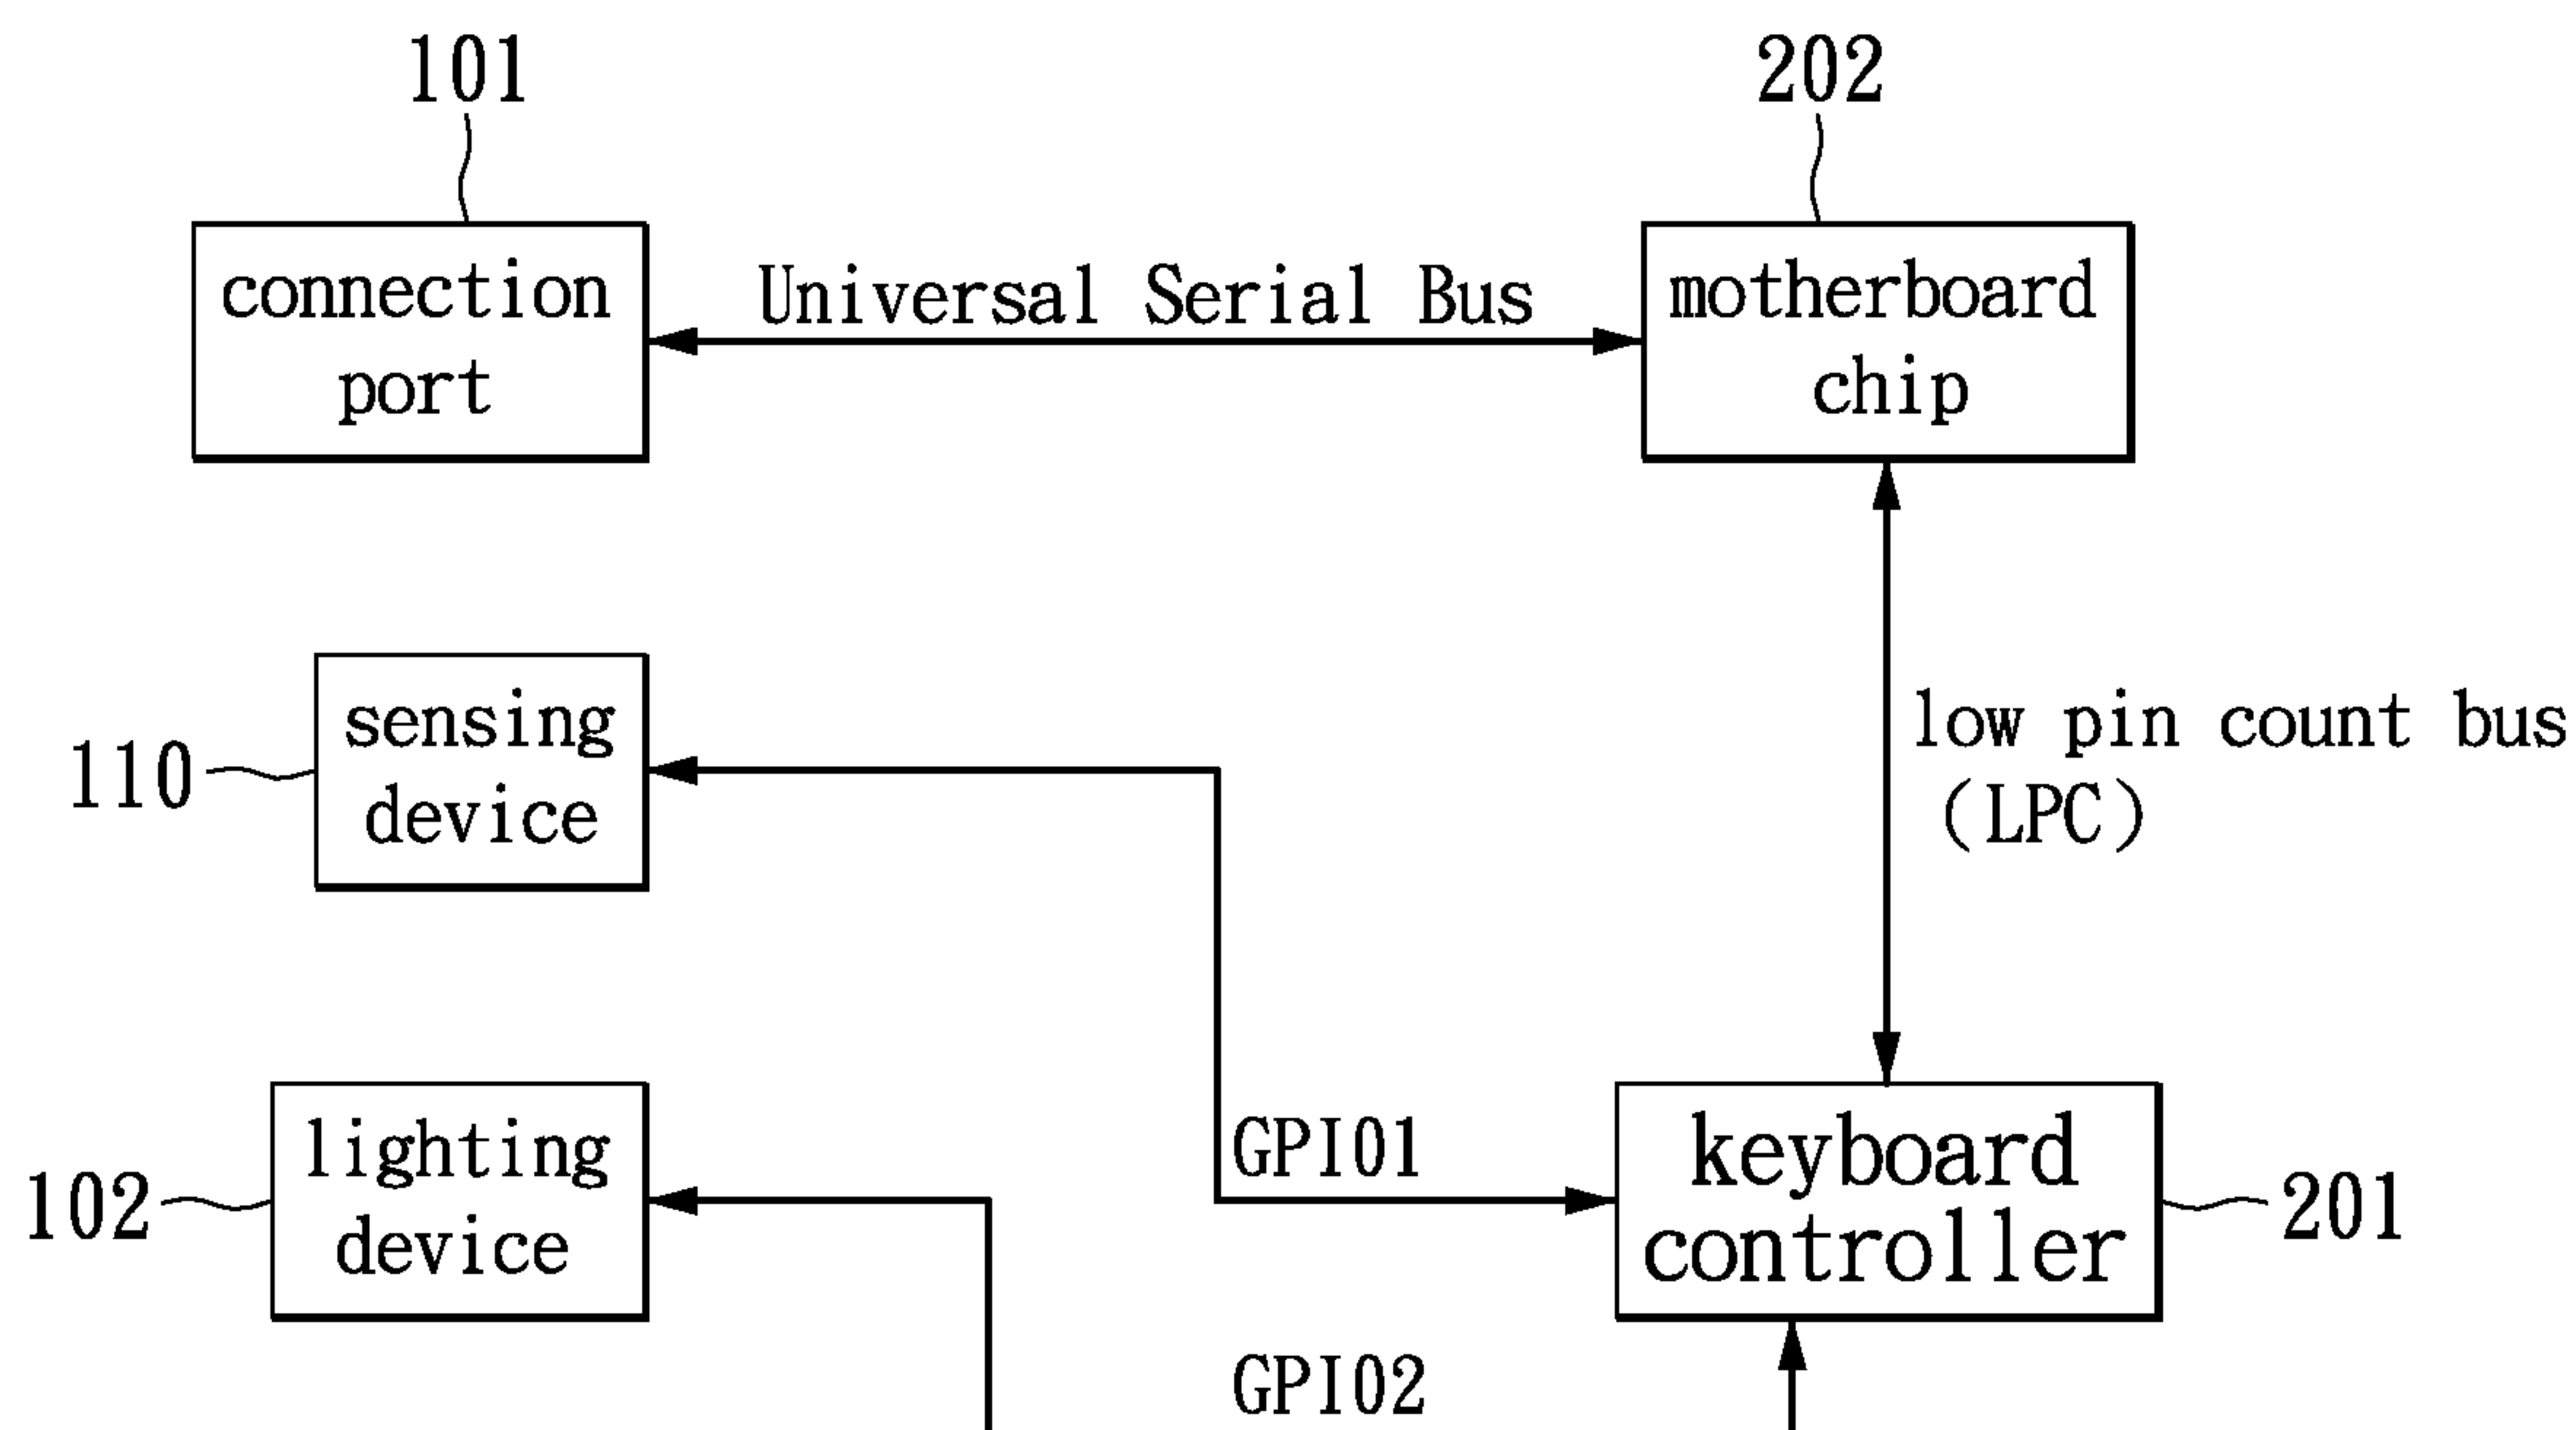 101
202
connection
port
Universal Serial Bus
motherboard
chip
sensing
device
110
low pin count bus
(LPC)
lighting
device
102
GPIO1
keyboard
controller
201
GPIO2